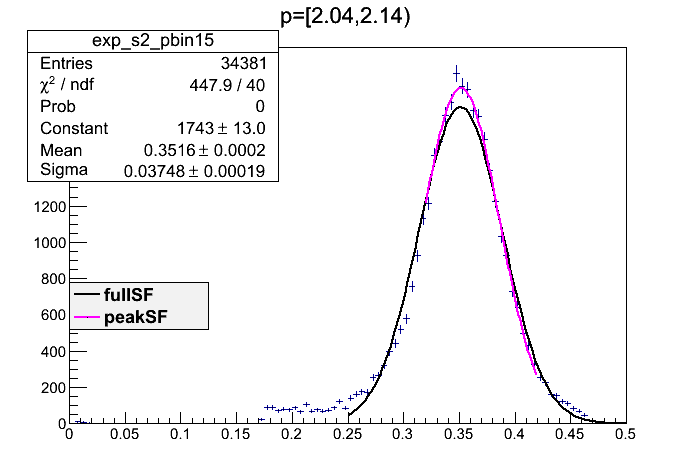 p=[2.04,2.14)
exp_s2_pbin15
Entries 34381
χ² / ndf 447.9 / 40
Prob 0
Constant 1743 ± 13.0
Mean 0.3516 ± 0.0002
Sigma 0.03748 ± 0.00019
1200
1000
800
fullSF
600
peakSF
400
200
0
0 0.05 0.1 0.15 0.2 0.25 0.3 0.35 0.4 0.45 0.5